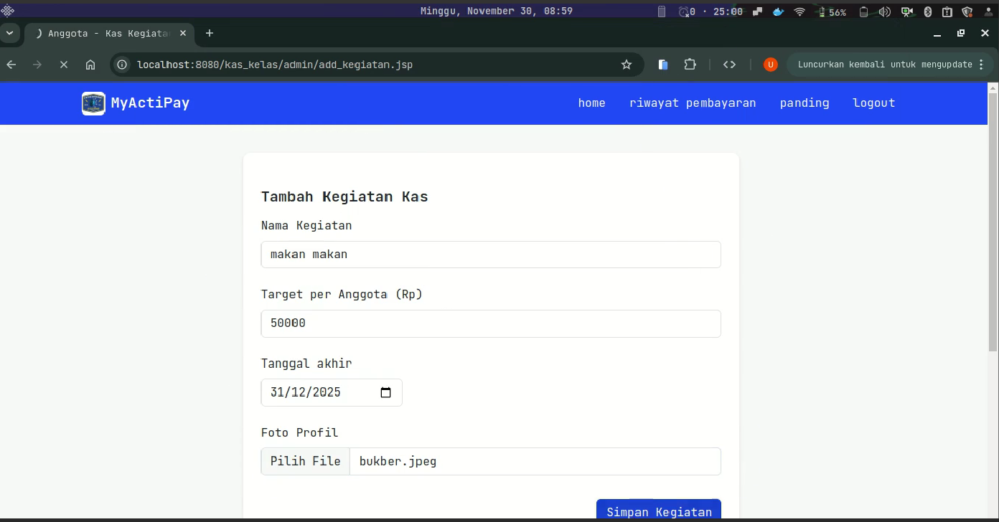 Minggu, November 30, 08:59
0 · 25:00
56%
Anggota - Kas Kegiata
localhost:8080/kas_kelas/admin/add_kegiatan.jsp
U
Luncurkan kembali untuk mengupdate
MyActiPay
home
riwayat pembayaran
panding
logout
Tambah Kegiatan Kas
Nama Kegiatan
makan makan
Target per Anggota (Rp)
50000
Tanggal akhir
31/12/2025
Foto Profil
Pilih File
bukber.jpeg
Simpan Kegiatan